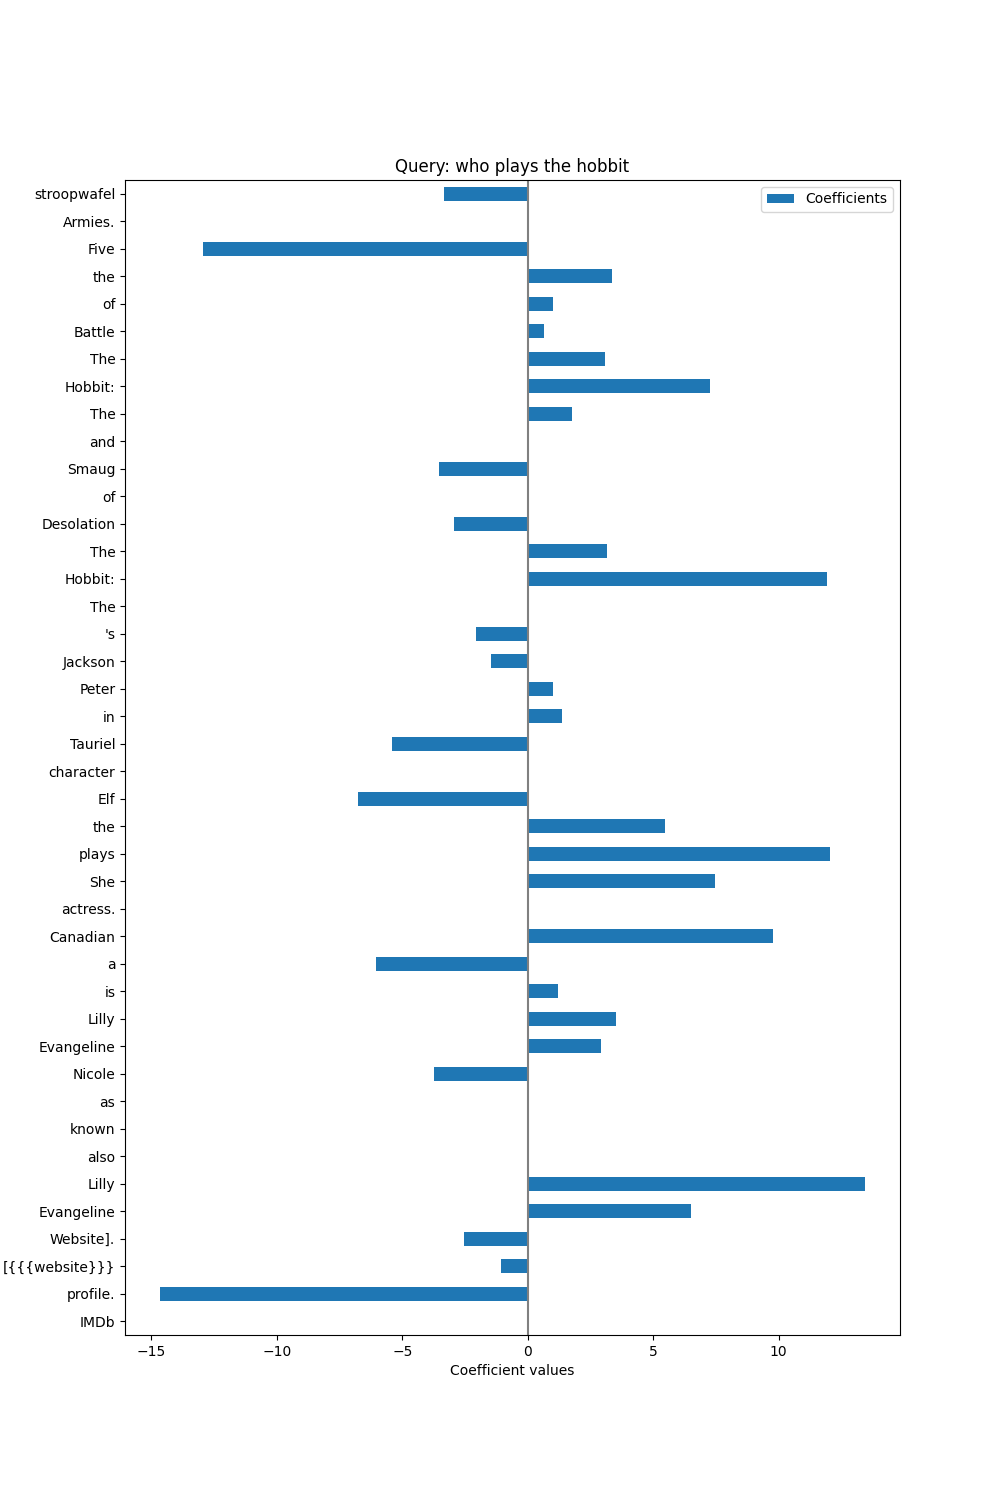 Query: who plays the hobbit
Coefficients
stroopwafel
Armies.
Five
the
of
Battle
The
Hobbit:
The
and
Smaug
of
Desolation
The
Hobbit:
The
's
Jackson
Peter
in
Tauriel
character
Elf
the
plays
She
actress.
Canadian
a
is
Lilly
Evangeline
Nicole
as
known
also
Lilly
Evangeline
Website].
[{{{website}}}
profile.
IMDb
−15 −10 −5 0 5 10
Coefficient values